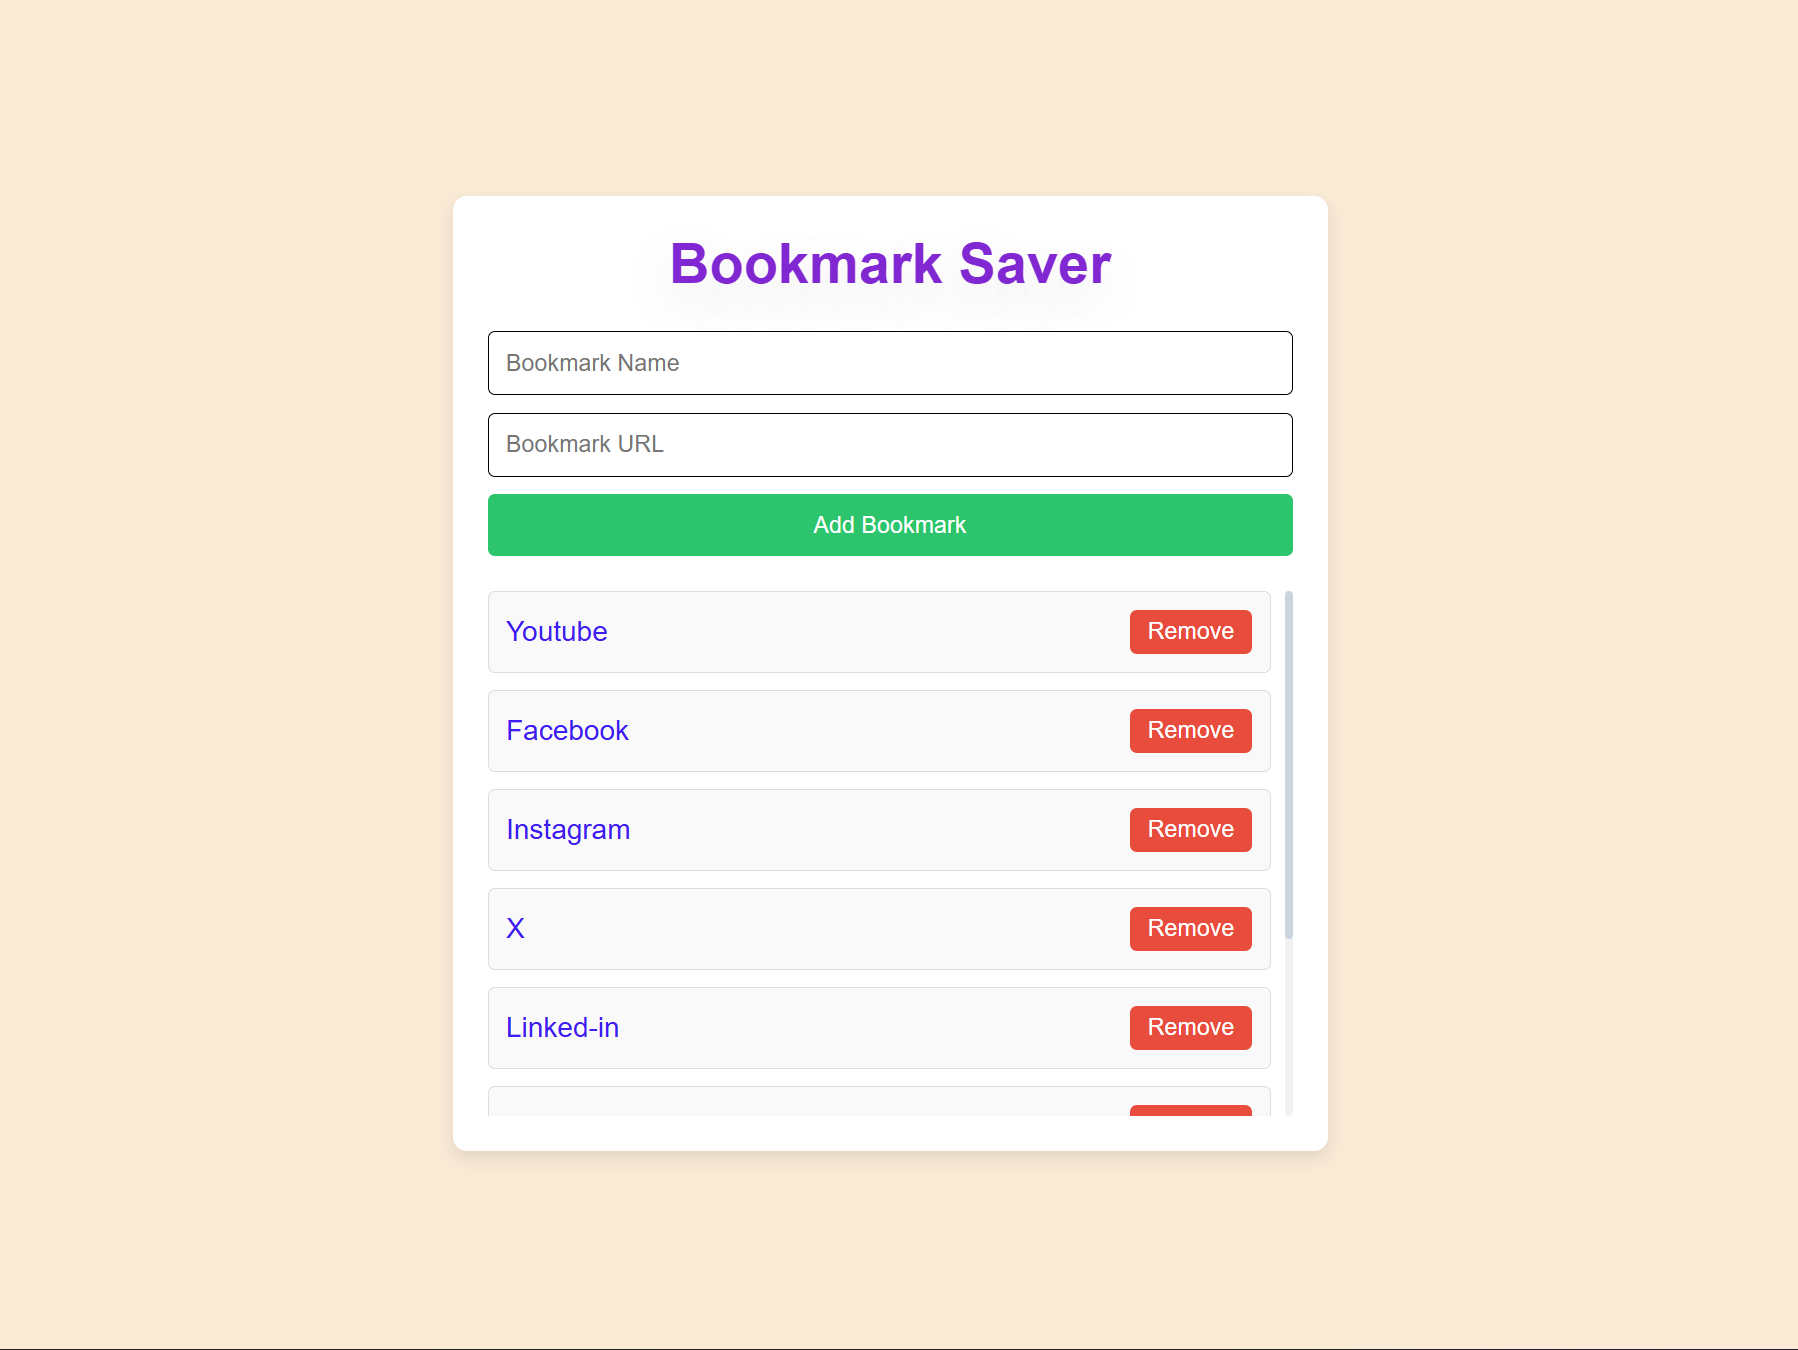 Bookmark Saver
Bookmark Name
Bookmark URL
Add Bookmark
Youtube
Remove
Facebook
Remove
Instagram
Remove
X
Remove
Linked-in
Remove